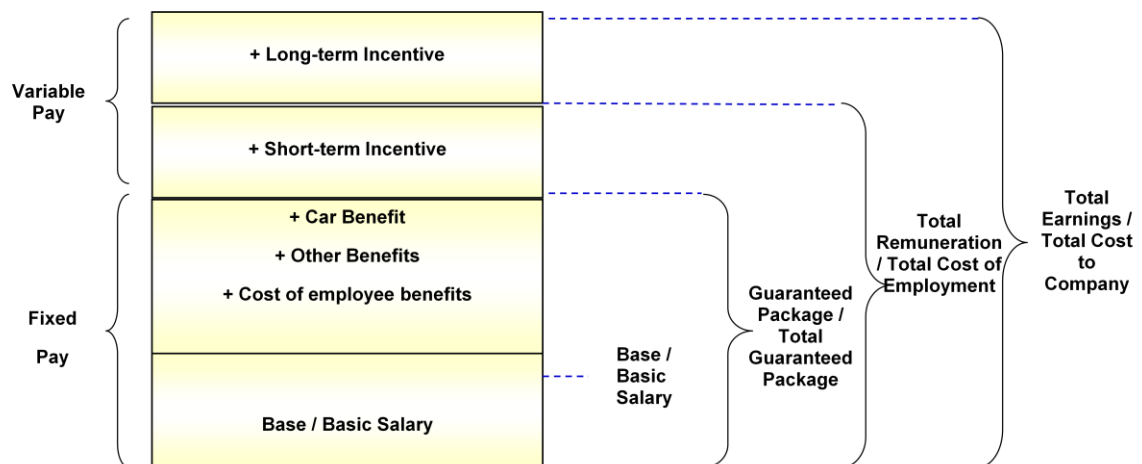 Variable
Pay
Fixed
Pay
+ Long-term Incentive
+ Short-term Incentive
+ Car Benefit
+ Other Benefits
+ Cost of employee benefits
Base / Basic Salary
Base /
Basic
Salary
Guaranteed
Package /
Total
Guaranteed
Package
Total
Remuneration
/ Total Cost of
Employment
Total
Earnings /
Total Cost
to
Company